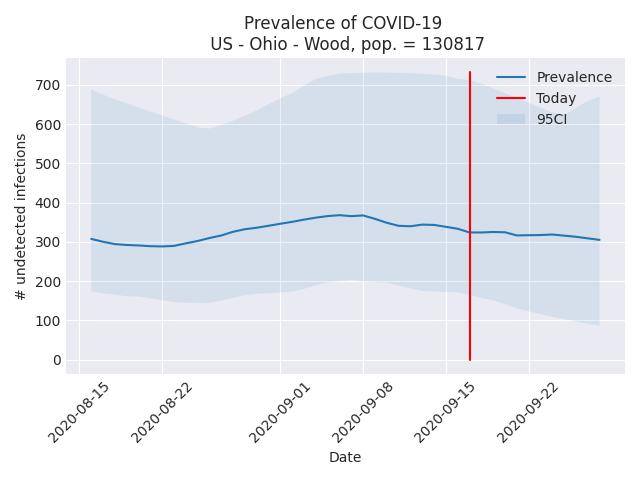 Prevalence of COVID-19
US - Ohio - Wood, pop. = 130817
# undetected infections
700
600
500
400
300
200
100
0
Prevalence
Today
95CI
2020-08-15
2020-08-22
2020-09-01
2020-09-08
2020-09-15
2020-09-22
Date